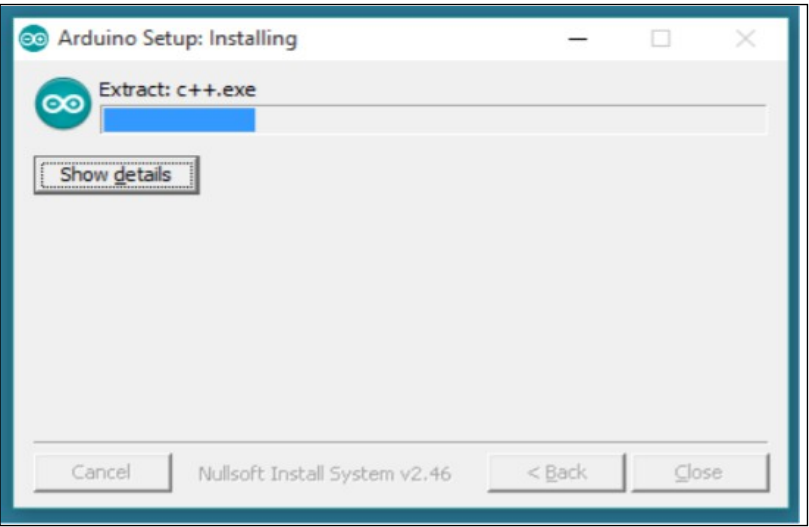 Arduino Setup: Installing
Extract: c++.exe
Show details
Cancel Nullsoft Install System v2.46 < Back Close